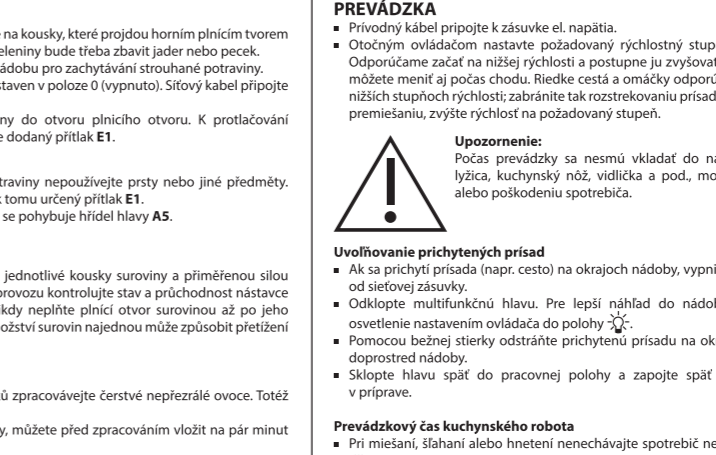 na kousky, které projdou horním plnícím tvorem
eleniny bude třeba zbavit jader nebo pecek.
ádobu pro zachytávání strouhané potraviny.
staven v poloze 0 (vypnuto). Síťový kabel připojte
ny do otvoru plnicího otvoru. K protlačování
e dodaný přítlak E1.
traviny nepoužívejte prsty nebo jiné předměty.
k tomu určený přítlak E1.
se pohybuje hřídel hlavy A5.
jednotlivé kousky suroviny a přiměřenou silou
provozu kontrolujte stav a průchodnost nástavce
ikdy neplňte plnící otvor surovinou až po jeho
nožství surovin najednou může způsobit přetížení
ků zpracovávejte čerstvé nepřezrálé ovoce. Totéž
y, můžete před zpracováním vložit na pár minut
PREVÁDZKA
Prívodný kábel pripojte k zásuvke el. napätia.
Otočným ovládačom nastavte požadovaný rýchlostný stup
Odporúčame začať na nižšej rýchlosti a postupne ju zvyšovať
môžete meniť aj počas chodu. Riedke cestá a omáčky odporú
nižších stupňoch rýchlosti; zabránite tak rozstrekovaniu prísad
premiešaniu, zvýšte rýchlosť na požadovaný stupeň.
Upozornenie:
Počas prevádzky sa nesmú vkladať do ná
lyžica, kuchynský nôž, vidlička a pod., mo
alebo poškodeniu spotrebiča.
Uvoľňovanie prichytených prísad
Ak sa prichytí prísada (napr. cesto) na okrajoch nádoby, vypni
od sieťovej zásuvky.
Odklopte multifunkčnú hlavu. Pre lepší náhľad do nádob
osvetlenie nastavením ovládača do polohy
Pomocou bežnej stierky odstráňte prichytenú prísadu na ok
doprostred nádoby.
Sklopte hlavu späť do pracovnej polohy a zapojte späť
v príprave.
Prevádzkový čas kuchynského robota
Pri miešaní, šľahaní alebo hnetení nenechávajte spotrebič ne